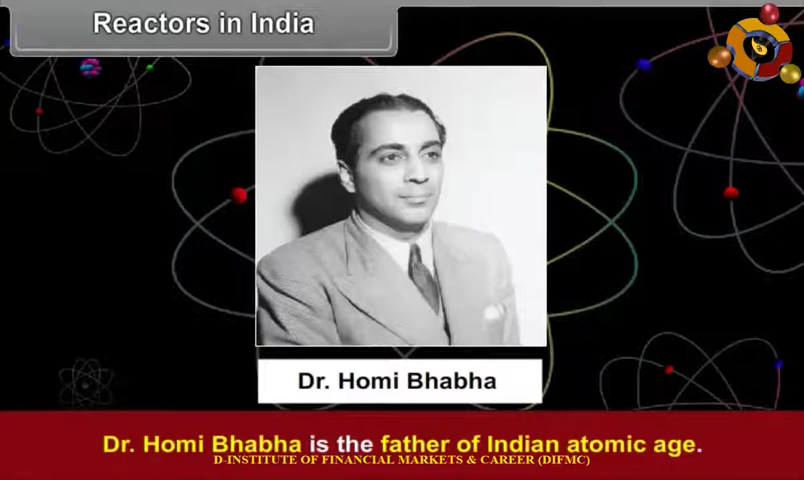 Reactors in India
Dr. Homi Bhabha
Dr. Homi Bhabha is the father of Indian atomic age.
D-INSTITUTE OF FINANCIAL MARKETS & CAREER (DIFMC)